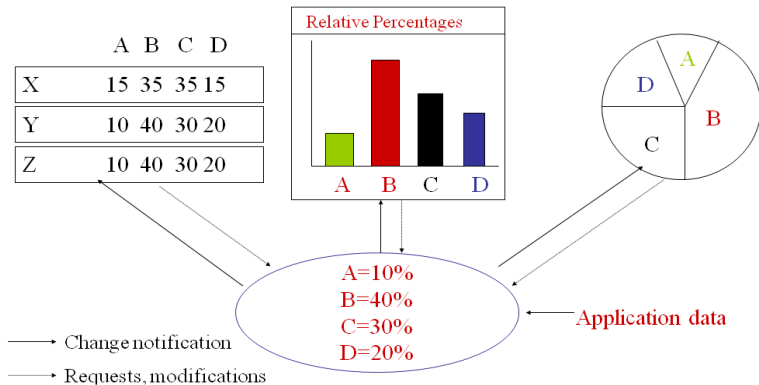 A B C D
X 15 35 35 15
Y 10 40 30 20
Z 10 40 30 20
Relative Percentages
A B C D
A
B
C
D
A=10%
B=40%
C=30%
D=20%
Application data
Change notification
Requests, modifications